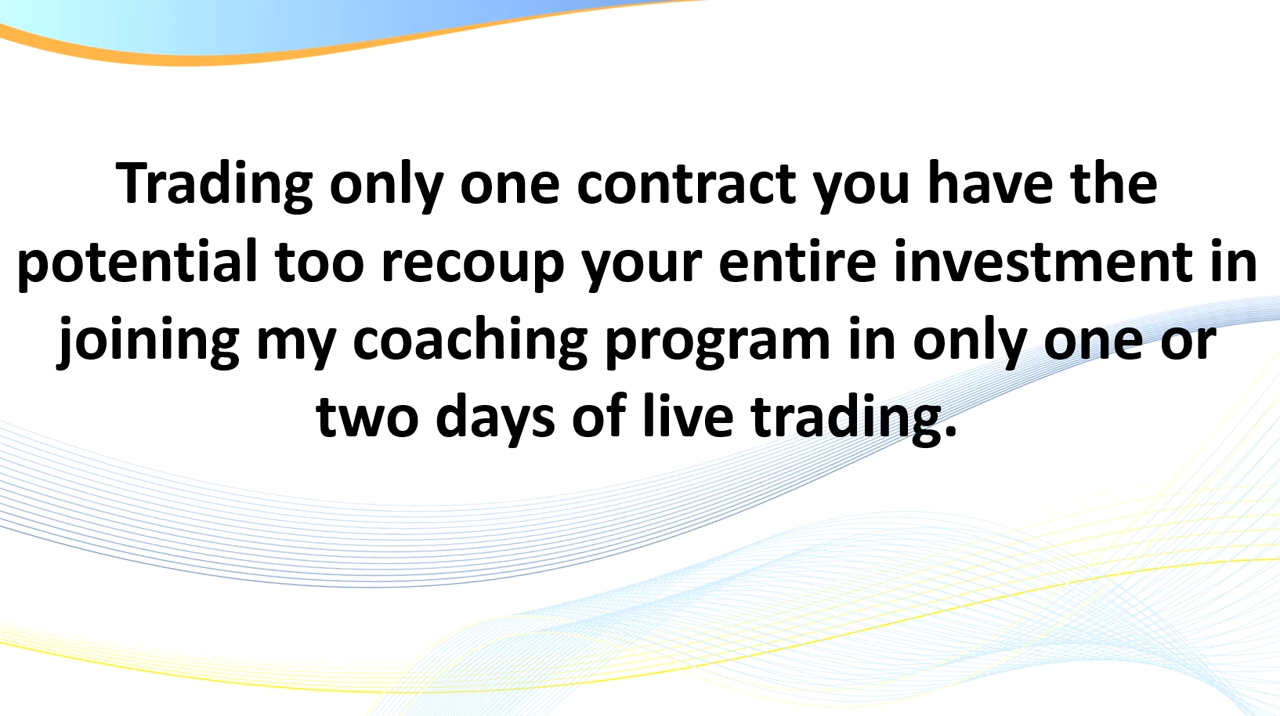 Trading only one contract you have the
potential too recoup your entire investment in
joining my coaching program in only one or
two days of live trading.